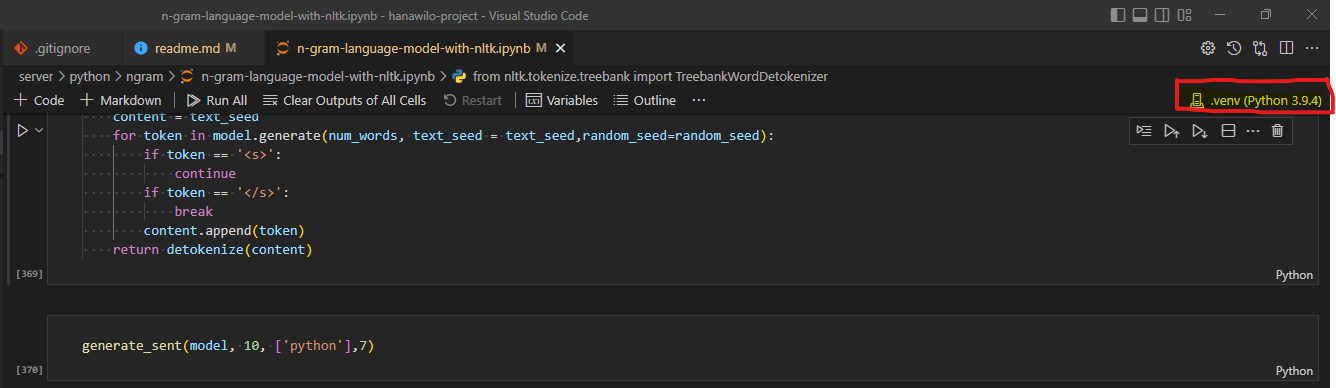 n-gram-language-model-with-nltk.ipynb - hanawilo-project - Visual Studio Code
.gitignore readme.md M n-gram-language-model-with-nltk.ipynb M
server > python > ngram > n-gram-language-model-with-nltk.ipynb > from nltk.tokenize.treebank import TreebankWordDetokenizer
+ Code + Markdown Run All Clear Outputs of All Cells Restart Variables Outline ... .venv (Python 3.9.4)
content = text_seed
for token in model.generate(num_words, text_seed = text_seed,random_seed=random_seed):
if token == '<s>':
continue
if token == '</s>':
break
content.append(token)
return detokenize(content)
[369] Python
generate_sent(model, 10, ['python'],7)
[370] Python